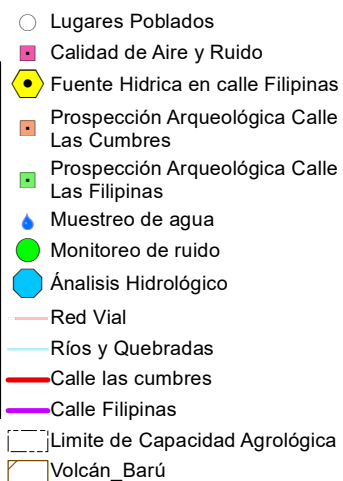 Lugares Poblados
Calidad de Aire y Ruido
Fuente Hidrica en calle Filipinas
Prospección Arqueológica Calle
Las Cumbres
Prospección Arqueológica Calle
Las Filipinas
Muestreo de agua
Monitoreo de ruido
Ánalisis Hidrológico
Red Vial
Ríos y Quebradas
Calle las cumbres
Calle Filipinas
Limite de Capacidad Agrológica
Volcán_Barú